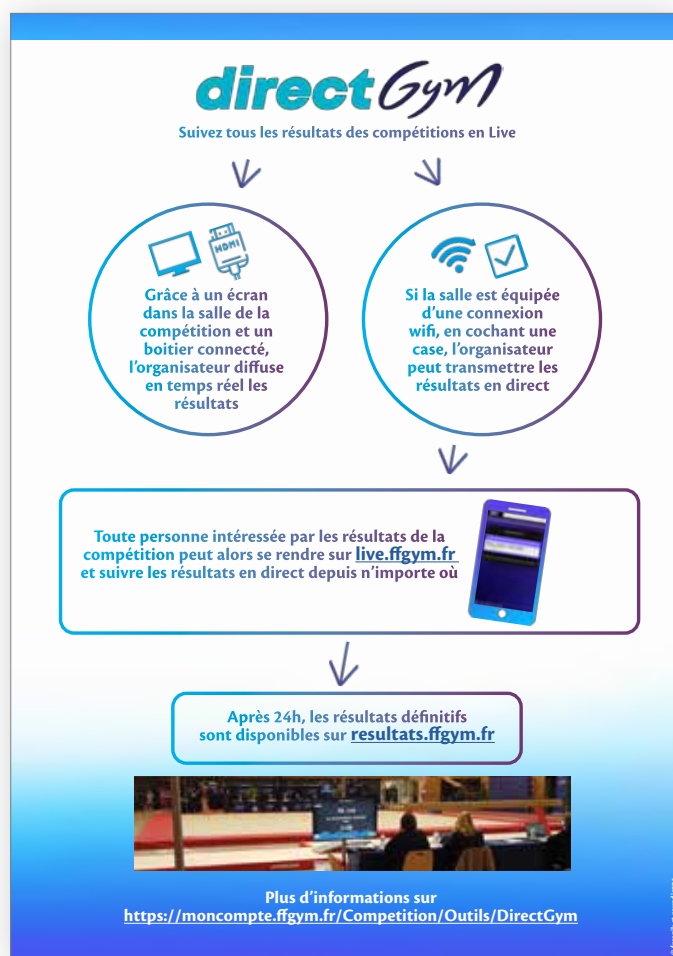 directGym
Suivez tous les résultats des compétitions en Live
HDMI
Grâce à un écran
dans la salle de la
compétition et un
boitier connecté,
l'organisateur diffuse
en temps réel les
résultats
Si la salle est équipée
d'une connexion
wifi, en cochant une
case, l'organisateur
peut transmettre les
résultats en direct
Toute personne intéressée par les résultats de la
compétition peut alors se rendre sur live.ffgym.fr
et suivre les résultats en direct depuis n'importe où
Après 24h, les résultats définitifs
sont disponibles sur resultats.ffgym.fr
Plus d'informations sur
https://moncompte.ffgym.fr/Competition/Outils/DirectGym